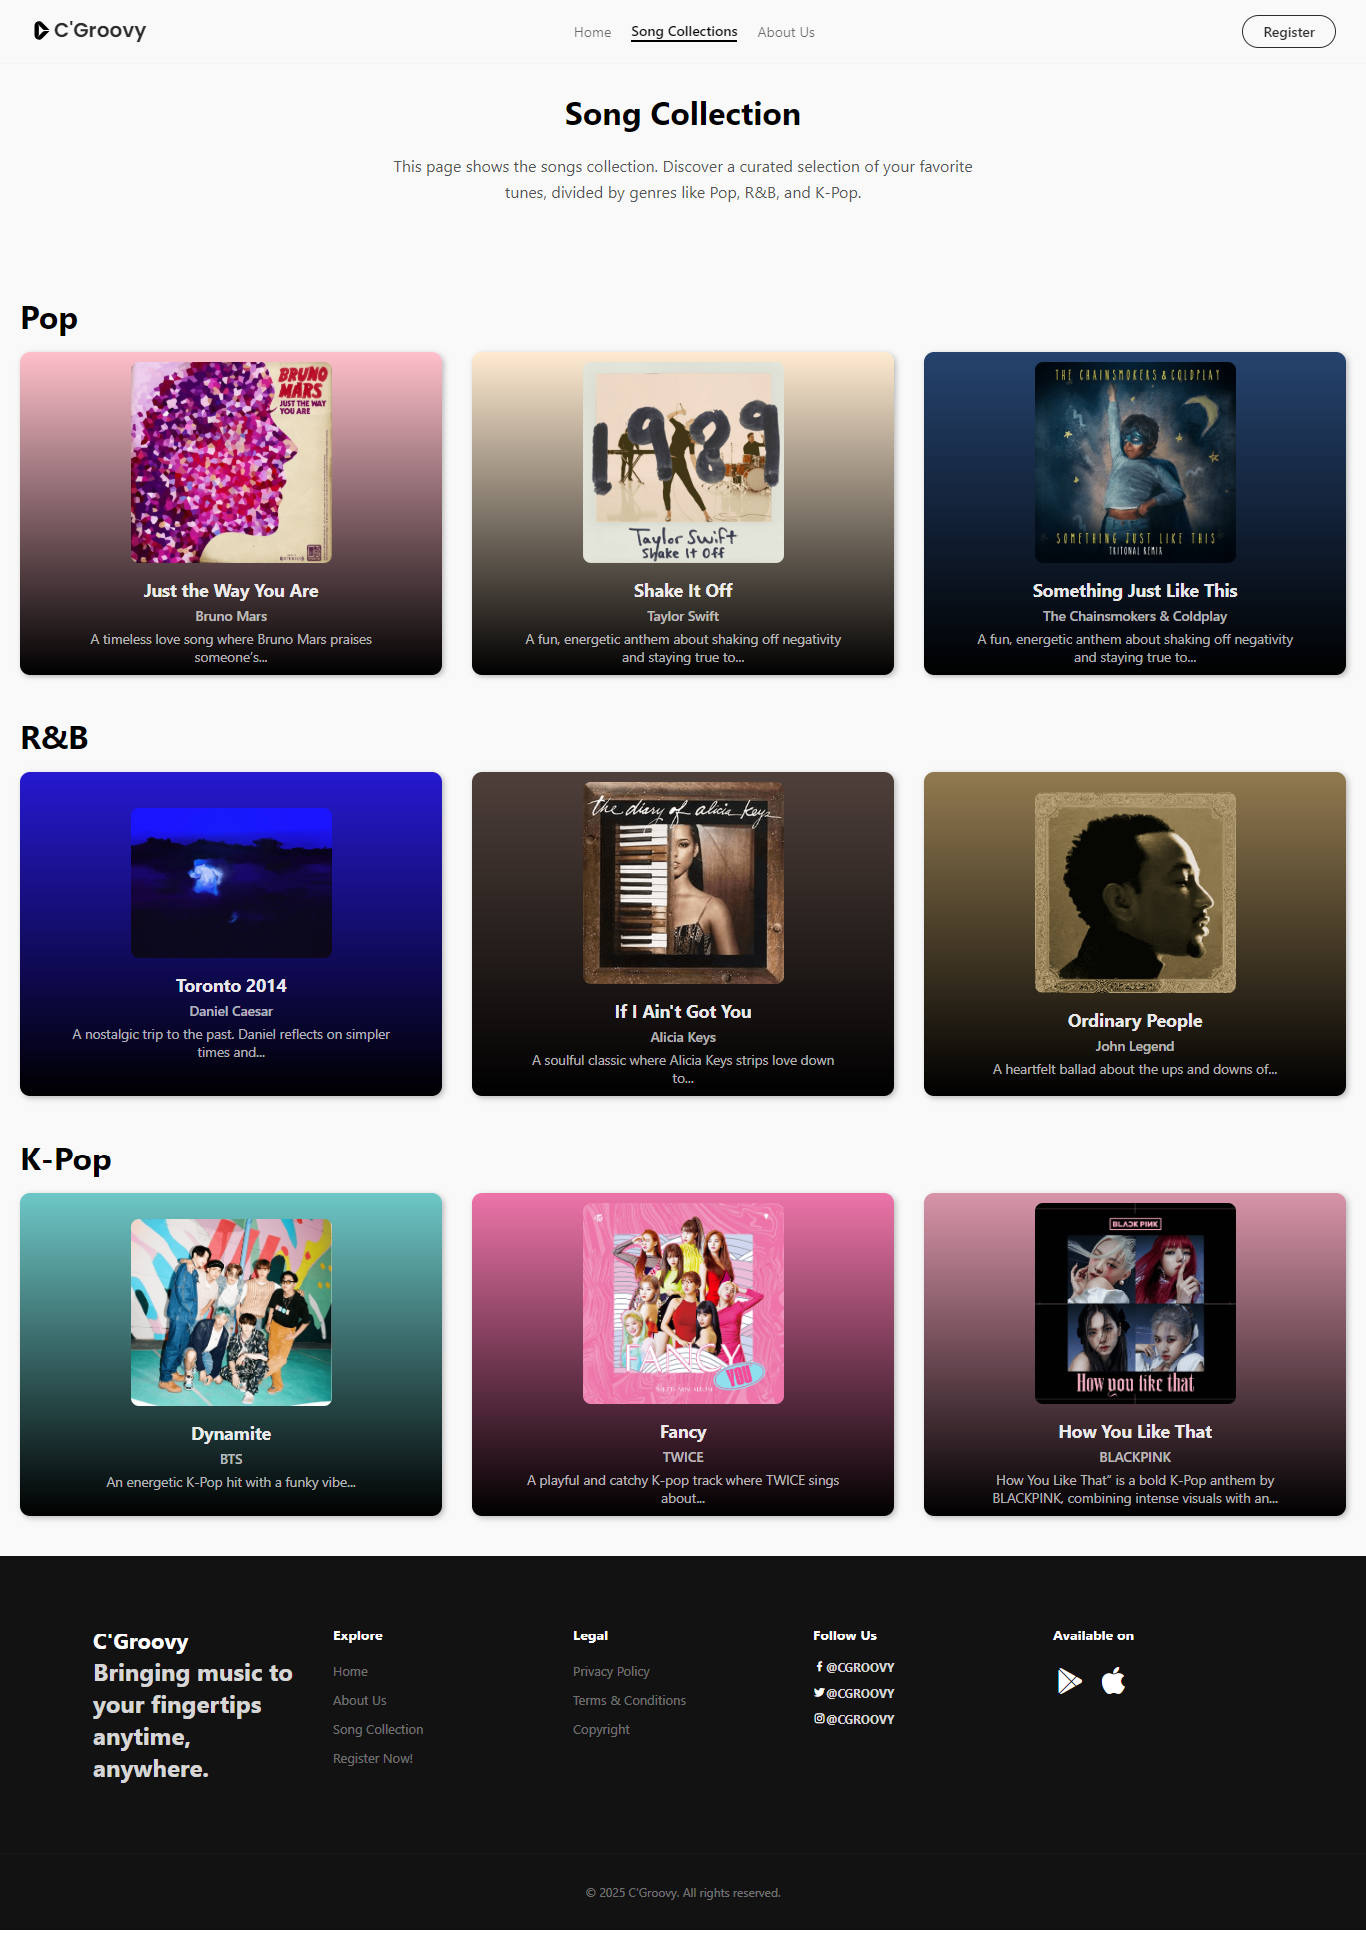 C'Groovy
Home
Song Collections
About Us
Register
Song Collection
This page shows the songs collection. Discover a curated selection of your favorite
tunes, divided by genres like Pop, R&B, and K-Pop.
Pop
BRUNO
MARS
JUST THE WAY
YOU ARE
Just the Way You Are
Bruno Mars
A timeless love song where Bruno Mars praises
someone's...
1989
Taylor Swift
Shake It Off
Shake It Off
Taylor Swift
A fun, energetic anthem about shaking off negativity
and staying true to...
THE CHAINSMOKERS & COLDPLAY
SOMETHING JUST LIKE THIS
TRITONAL REMIX
Something Just Like This
The Chainsmokers & Coldplay
A fun, energetic anthem about shaking off negativity
and staying true to...
R&B
Toronto 2014
Daniel Caesar
A nostalgic trip to the past. Daniel reflects on simpler
times and...
the diary of alicia keys
If I Ain't Got You
Alicia Keys
A soulful classic where Alicia Keys strips love down
to...
Ordinary People
John Legend
A heartfelt ballad about the ups and downs of...
K-Pop
Dynamite
BTS
An energetic K-Pop hit with a funky vibe...
FANCY
YOU
Fancy
TWICE
A playful and catchy K-pop track where TWICE sings
about...
BLACKPINK
How you like that
How You Like That
BLACKPINK
How You Like That” is a bold K-Pop anthem by
BLACKPINK, combining intense visuals with an...
C'Groovy
Bringing music to
your fingertips
anytime,
anywhere.
Explore
Home
About Us
Song Collection
Register Now!
Legal
Privacy Policy
Terms & Conditions
Copyright
Follow Us
@CGROOVY
@CGROOVY
@CGROOVY
Available on
© 2025 C'Groovy. All rights reserved.